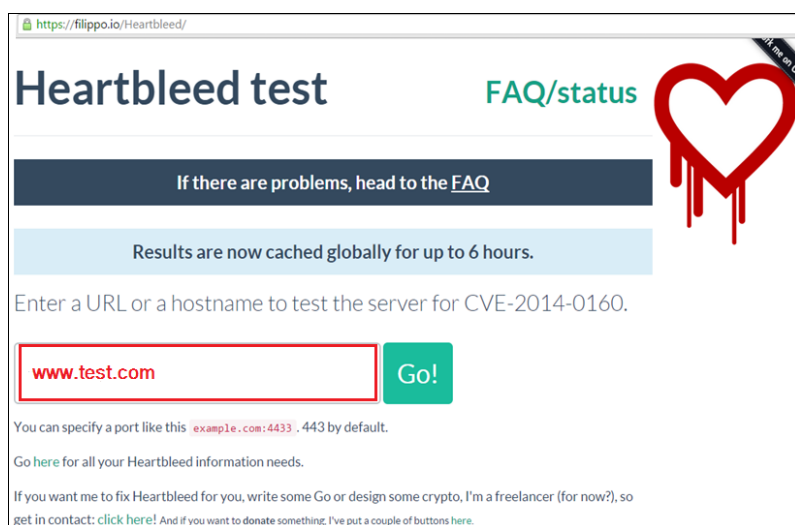 https://filippo.io/Heartbleed/
Heartbleed test
FAQ/status
If there are problems, head to the FAQ
Results are now cached globally for up to 6 hours.
Enter a URL or a hostname to test the server for CVE-2014-0160.
www.test.com
Go!
You can specify a port like this example.com:4433 . 443 by default.
Go here for all your Heartbleed information needs.
If you want me to fix Heartbleed for you, write some Go or design some crypto, I'm a freelancer (for now?), so
get in contact: click here! And if you want to donate something, I've put a couple of buttons here.
me on